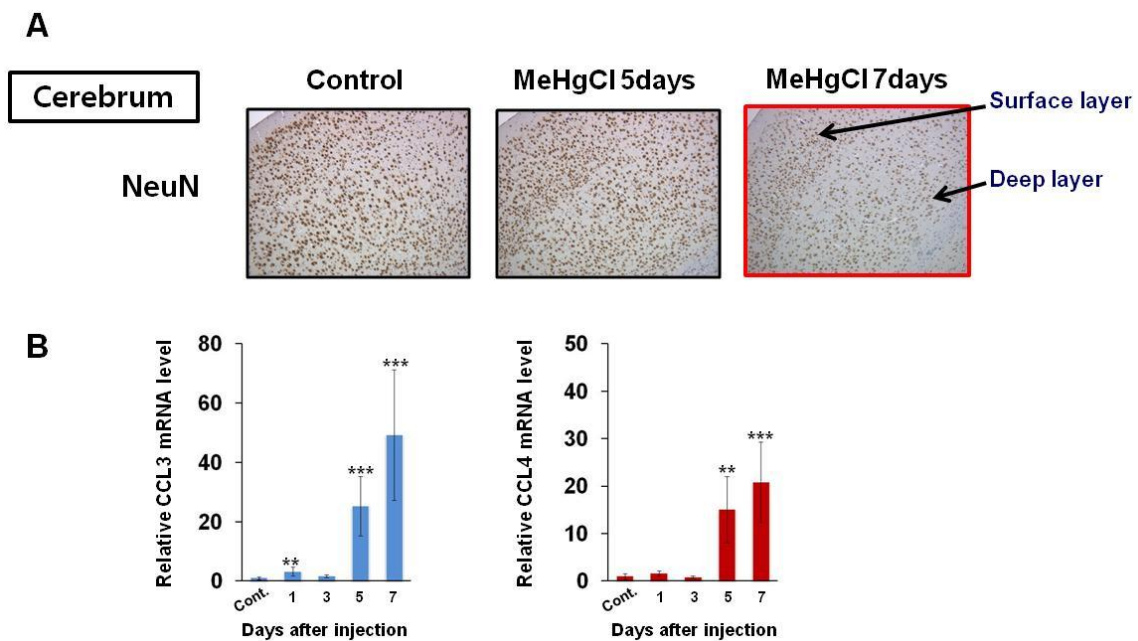 A
Cerebrum
Control
MeHgCl 5days
MeHgCl 7days
Surface layer
Deep layer
NeuN
B
Relative CCL3 mRNA level
80
60
40
20
0
**
***
***
Cont. 1 3 5 7
Days after injection
Relative CCL4 mRNA level
50
40
30
20
10
0
**
***
Cont. 1 3 5 7
Days after injection